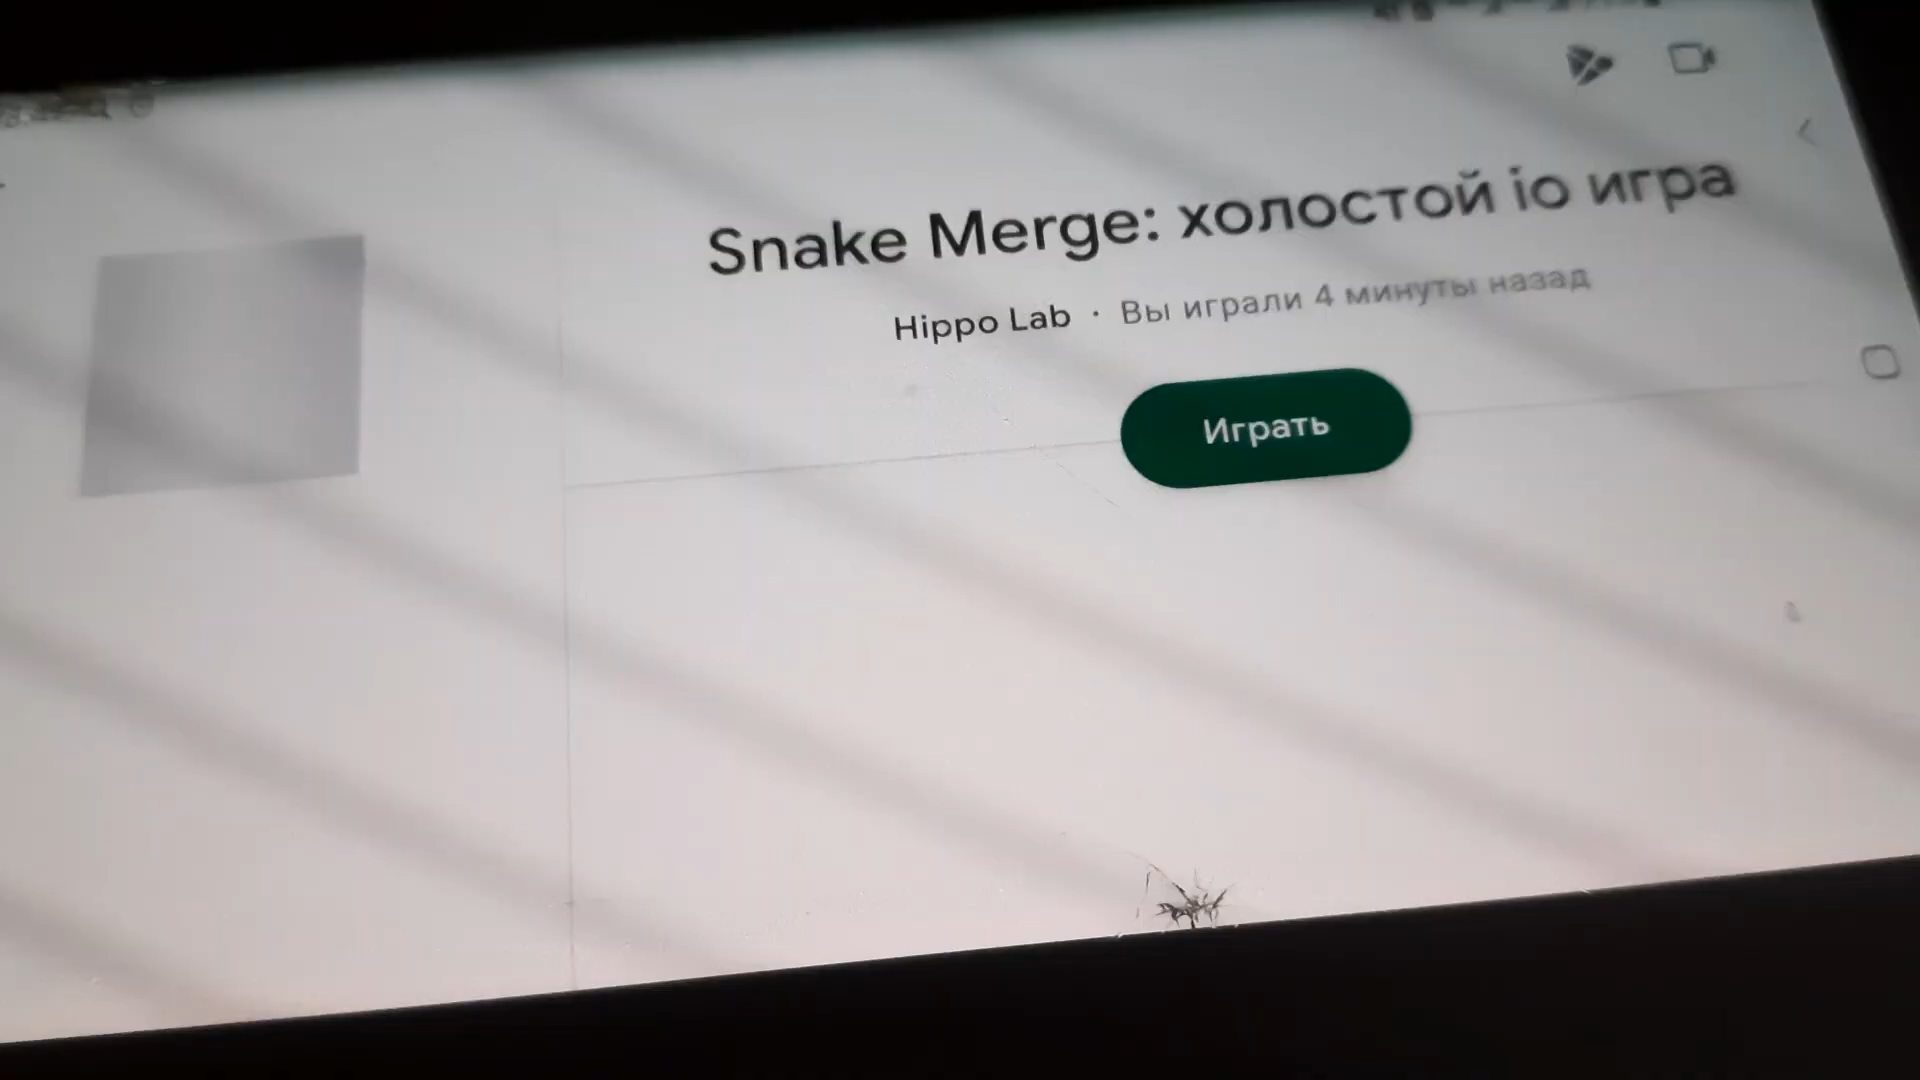 Snake Merge: холостой io игра
Hippo Lab · Вы играли 4 минуты назад
Играть